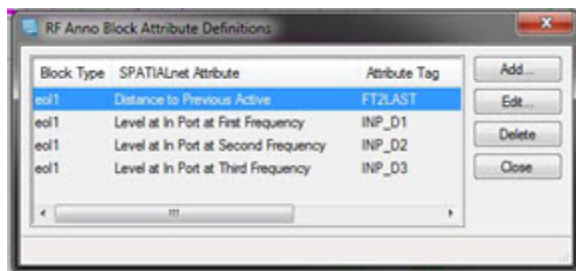 RF Anno Block Attribute Definitions
Block Type SPATIALnet Attribute Attribute Tag
eol1 Distance to Previous Active FT2LAST
eol1 Level at In Port at First Frequency INP_D1
eol1 Level at In Port at Second Frequency INP_D2
eol1 Level at In Port at Third Frequency INP_D3
Add...
Edit...
Delete
Close